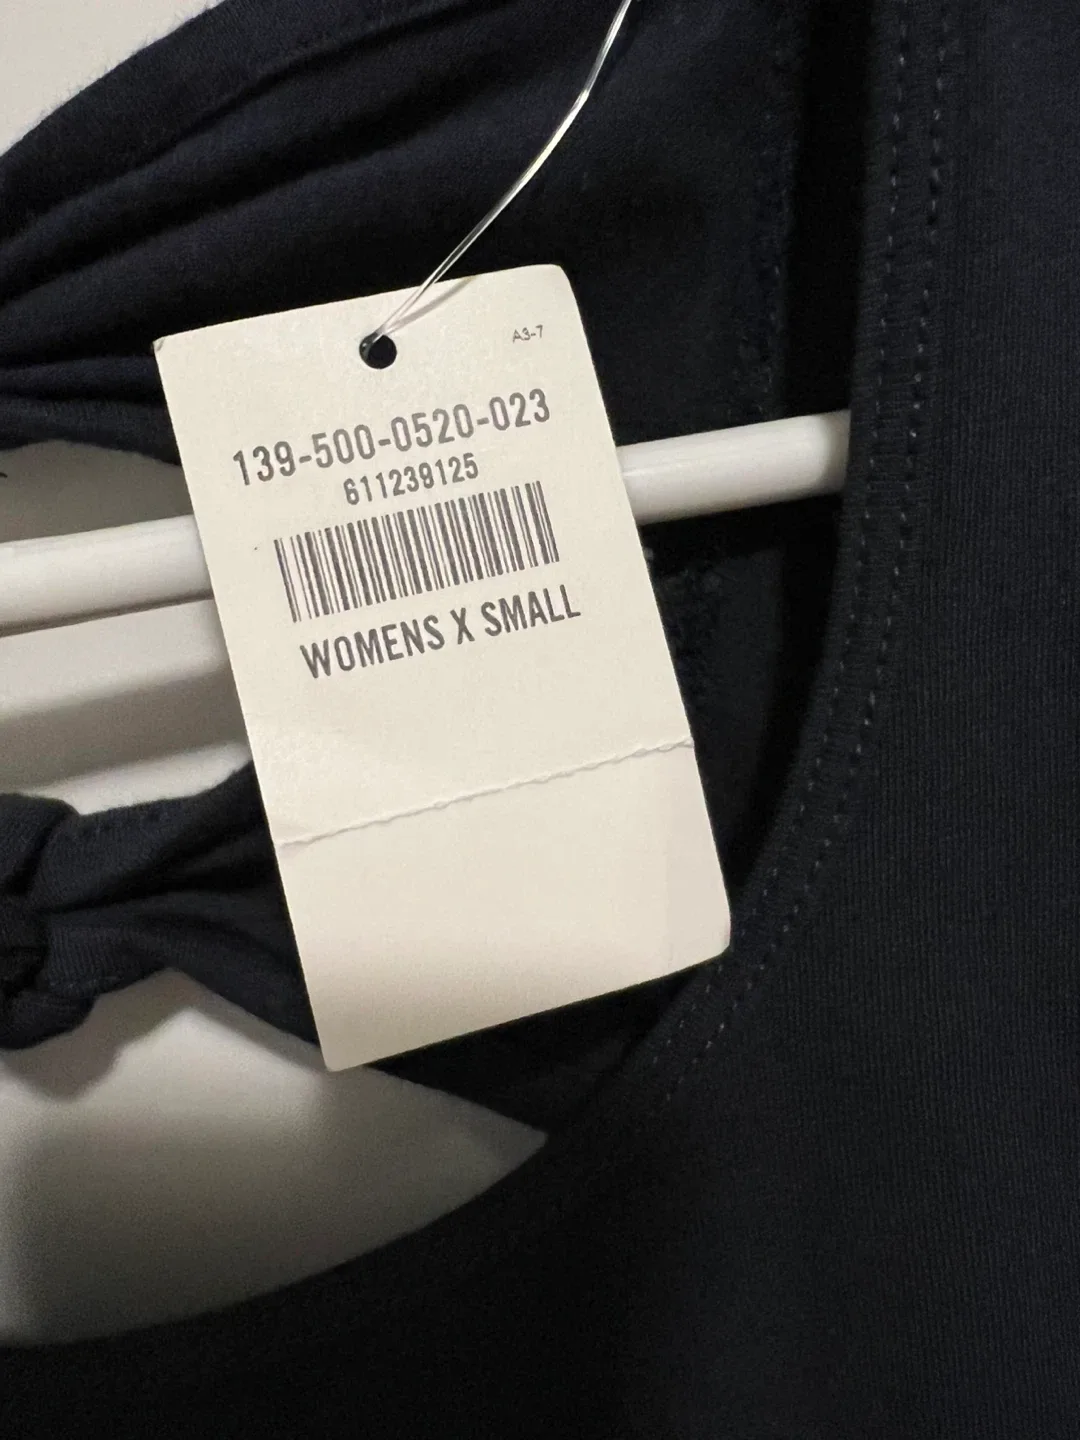 A3-7
139-500-0520-023
611239125
WOMENS X SMALL